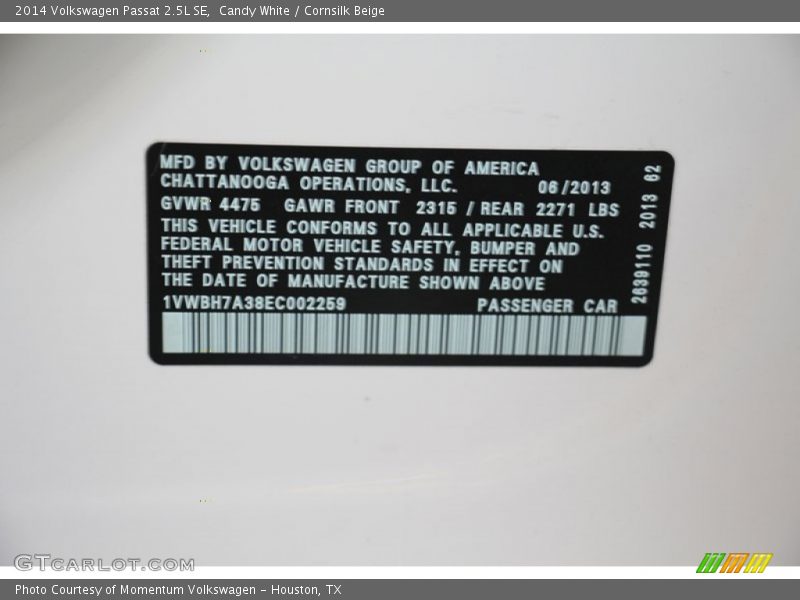 2014 Volkswagen Passat 2.5L SE,  Candy White / Cornsilk Beige
MFD BY VOLKSWAGEN GROUP OF AMERICA
CHATTANOOGA OPERATIONS, LLC. 06/2013
GVWR 4475 GAWR FRONT 2315 / REAR 2271 LBS
THIS VEHICLE CONFORMS TO ALL APPLICABLE U.S.
FEDERAL MOTOR VEHICLE SAFETY, BUMPER AND
THEFT PREVENTION STANDARDS IN EFFECT ON
THE DATE OF MANUFACTURE SHOWN ABOVE
1VWBH7A38EC002259 PASSENGER CAR
2639110 2013 62
GTCARLOT.COM
Photo Courtesy of Momentum Volkswagen - Houston, TX